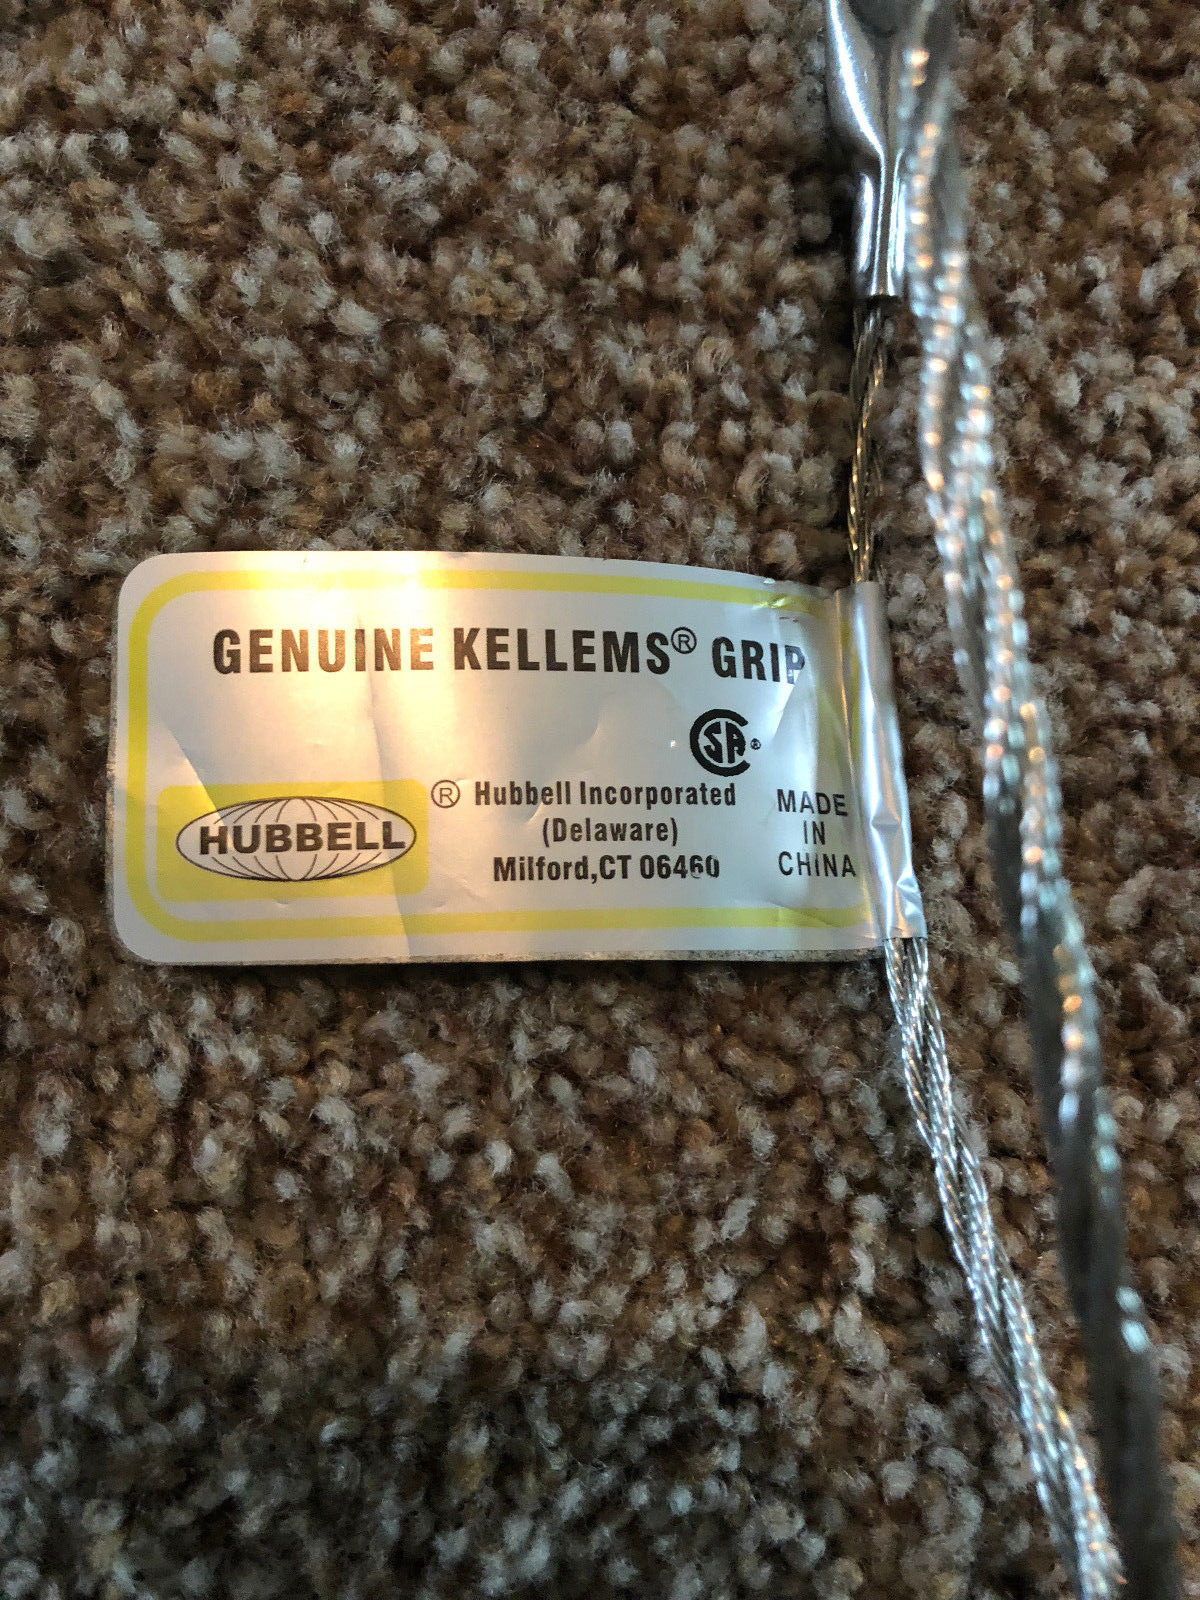 GENUINE KELLEMS® GRIP
CSA®
HUBBELL
® Hubbell Incorporated
(Delaware)
Milford,CT 06460
MADE
IN
CHINA